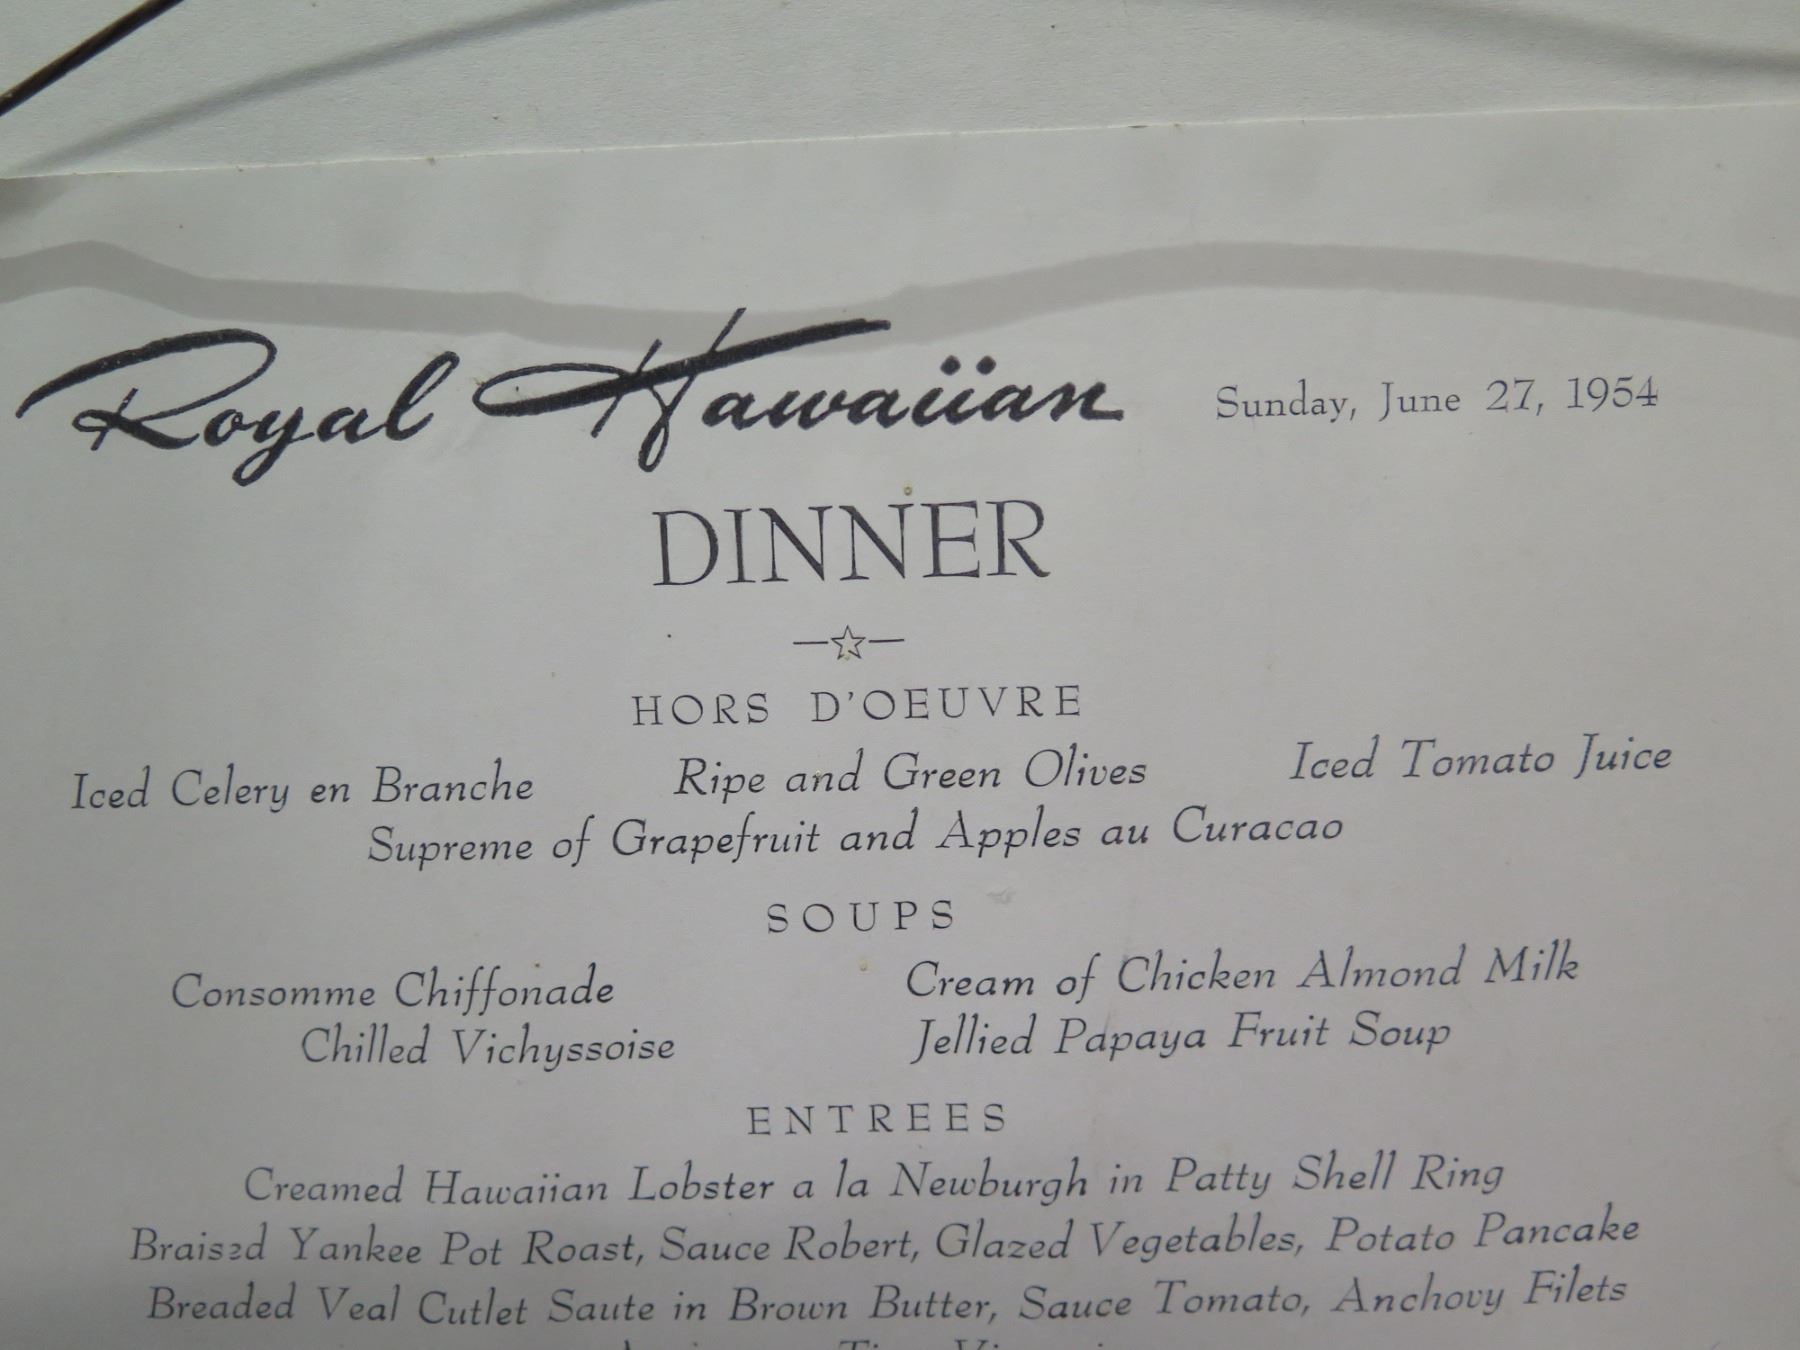 Royal Hawaiian Sunday, June 27, 1954
DINNER
HORS D'OEUVRE
Iced Celery en Branche Ripe and Green Olives Iced Tomato Juice
Supreme of Grapefruit and Apples au Curacao
SOUPS
Consomme Chiffonade Cream of Chicken Almond Milk
Chilled Vichyssoise Jellied Papaya Fruit Soup
ENTREES
Creamed Hawaiian Lobster a la Newburgh in Patty Shell Ring
Braised Yankee Pot Roast, Sauce Robert, Glazed Vegetables, Potato Pancake
Breaded Veal Cutlet Saute in Brown Butter, Sauce Tomato, Anchovy Filets